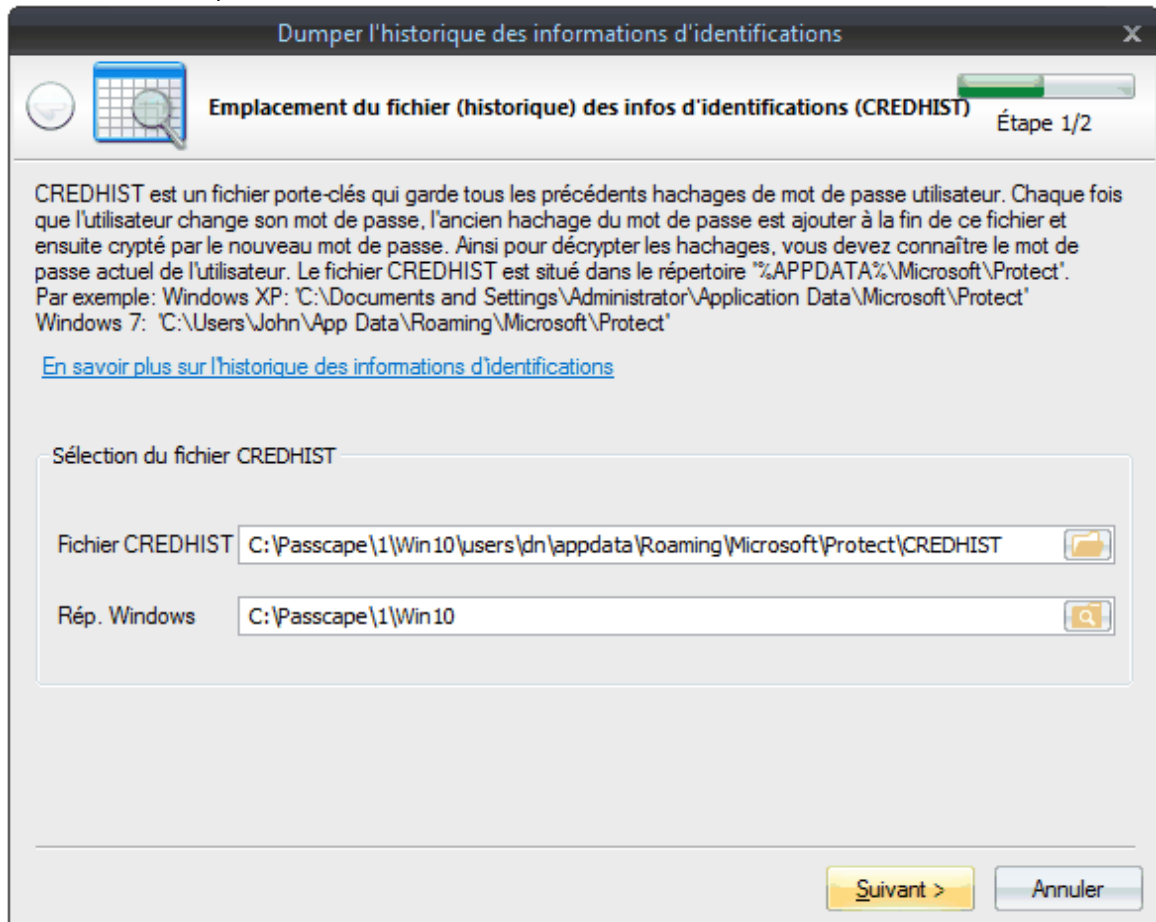 Dumper l'historique des informations d'identifications
Emplacement du fichier (historique) des infos d'identifications (CREDHIST)
Étape 1/2
CREDHIST est un fichier porte-clés qui garde tous les précédents hachages de mot de passe utilisateur. Chaque fois
que l'utilisateur change son mot de passe, l'ancien hachage du mot de passe est ajouter à la fin de ce fichier et
ensuite crypté par le nouveau mot de passe. Ainsi pour décrypter les hachages, vous devez connaître le mot de
passe actuel de l'utilisateur. Le fichier CREDHIST est situé dans le répertoire "%APPDATA%\Microsoft\Protect".
Par exemple: Windows XP: 'C:\Documents and Settings\Administrator\Application Data\Microsoft\Protect'
Windows 7: 'C:\Users\John\App Data\Roaming\Microsoft\Protect'
En savoir plus sur l'historique des informations d'identifications
Sélection du fichier CREDHIST
Fichier CREDHIST C:\Passcape\1\Win10\users\dn\appdata\Roaming\Microsoft\Protect\CREDHIST
Rép. Windows C:\Passcape\1\Win10
Suivant > Annuler